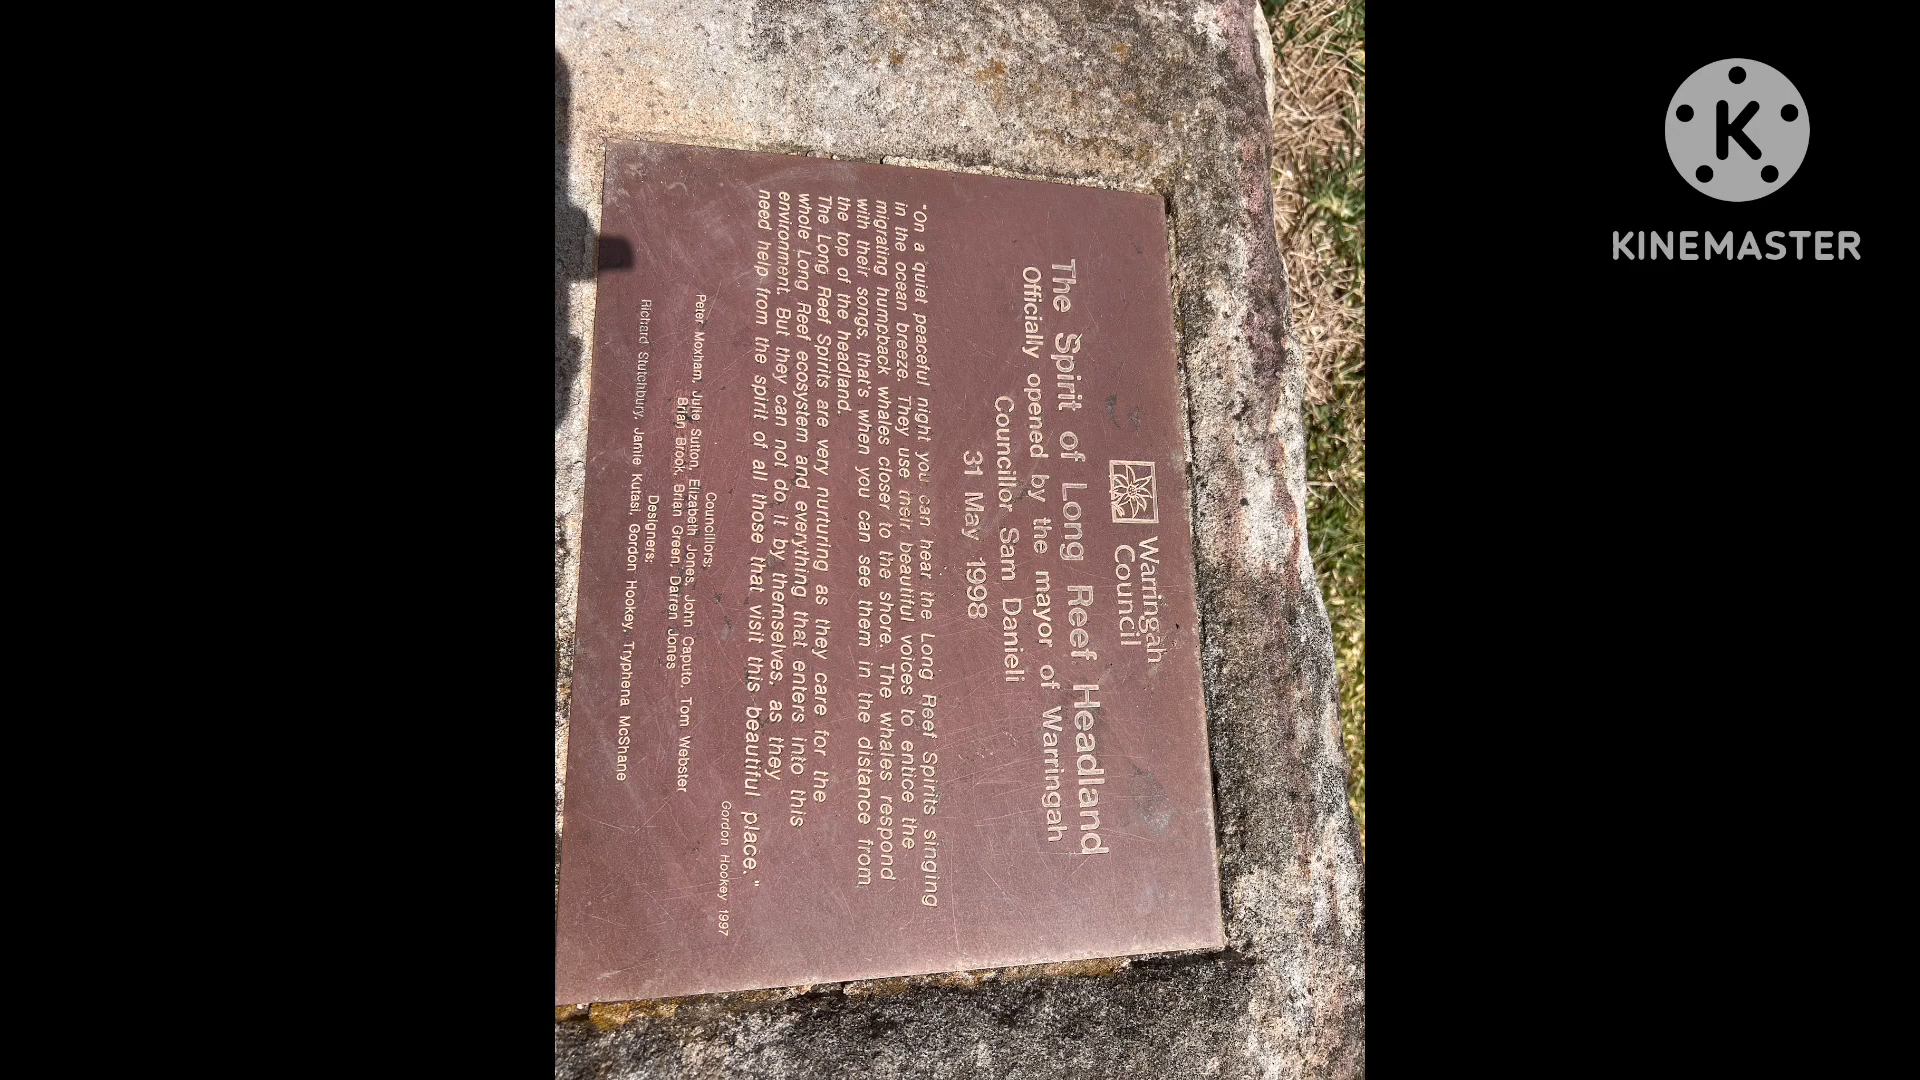 Warringah
Council
The Spirit of Long Reef Headland
Officially opened by the mayor of Warringah
Councillor Sam Danieli
31 May 1998
"On a quiet peaceful night you can hear the Long Reef Spirits singing
in the ocean breeze. They use their beautiful voices to entice the
migrating humpback whales closer to the shore. The whales respond
with their songs, that's when you can see them in the distance from
the top of the headland.
The Long Reef Spirits are very nurturing as they care for the
whole Long Reef ecosystem and everything that enters into this
environment. But they can not do it by themselves, as they
need help from the spirit of all those that visit this beautiful place."
Gordon Hookey 1997
Councillors:
Peter Moxham, Julie Sutton, Elizabeth Jones, John Caputo, Tom Webster
Brian Brook, Brian Green, Darren Jones
Designers:
Richard Stutchbury, Jamie Kutasi, Gordon Hookey, Tryphena McShane
K
KINEMASTER